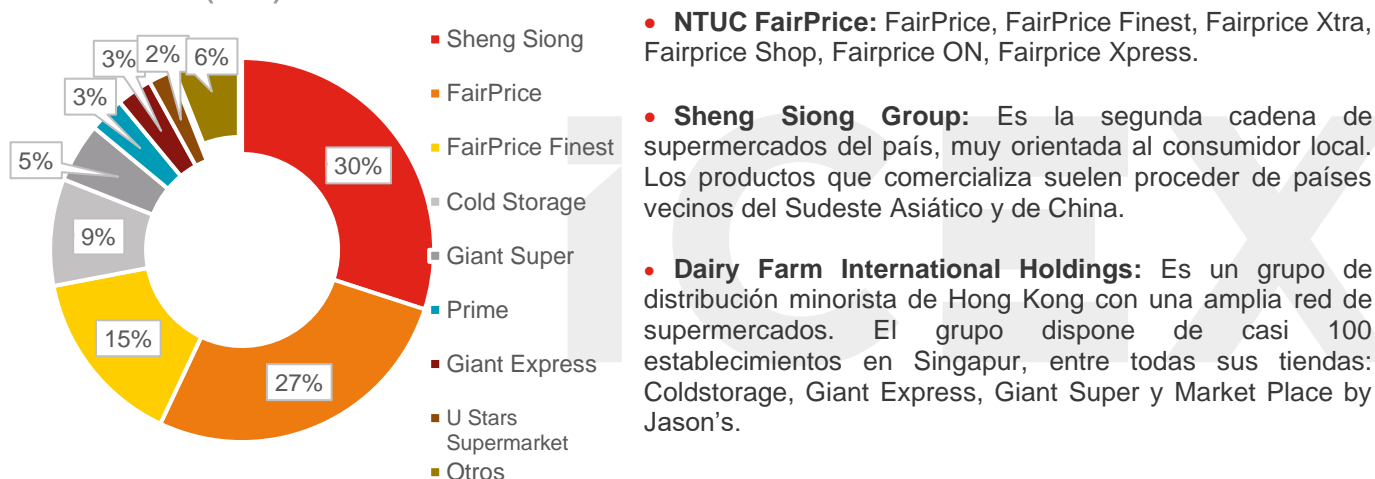 3%
2%
6%
3%
5%
9%
15%
27%
30%
Sheng Siong
FairPrice
FairPrice Finest
Cold Storage
Giant Super
Prime
Giant Express
U Stars
Supermarket
Otros
• NTUC FairPrice: FairPrice, FairPrice Finest, Fairprice Xtra,
Fairprice Shop, Fairprice ON, Fairprice Xpress.
• Sheng Siong Group: Es la segunda cadena de
supermercados del país, muy orientada al consumidor local.
Los productos que comercializa suelen proceder de países
vecinos del Sudeste Asiático y de China.
• Dairy Farm International Holdings: Es un grupo de
distribución minorista de Hong Kong con una amplia red de
supermercados. El grupo dispone de casi 100
establecimientos en Singapur, entre todas sus tiendas:
Coldstorage, Giant Express, Giant Super y Market Place by
Jason's.
iCEX